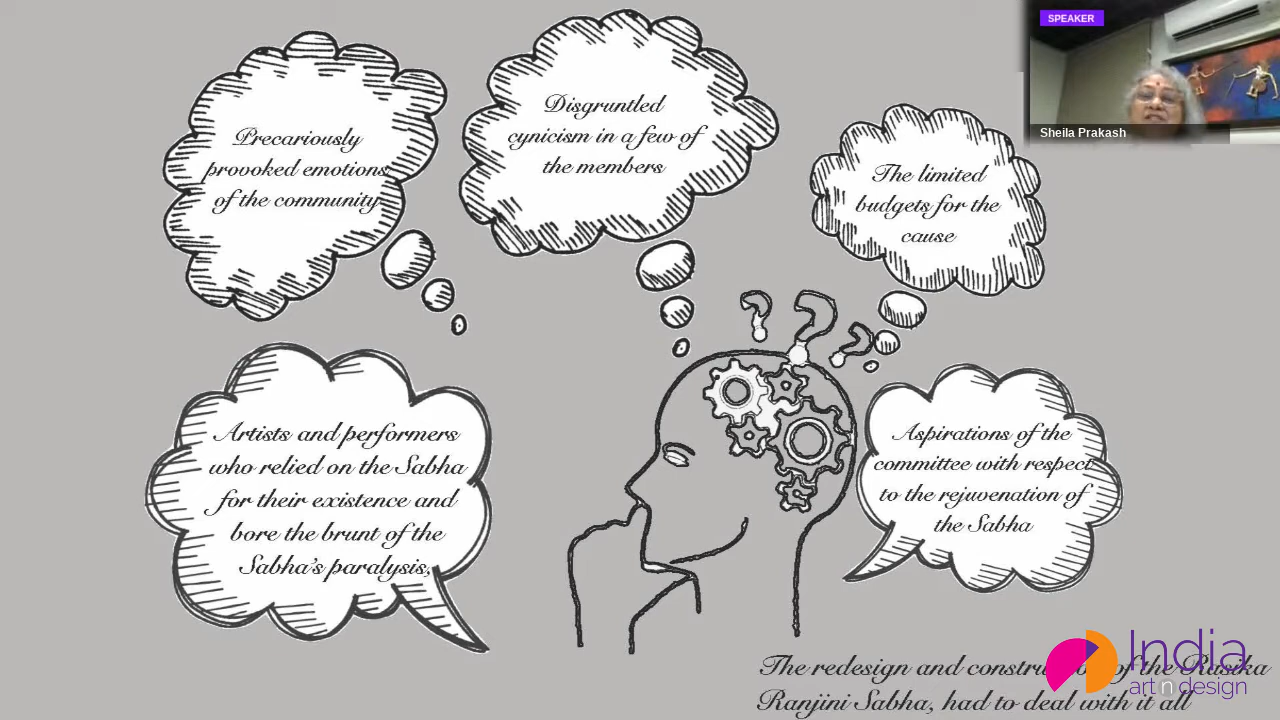 SPEAKER
Sheila Prakash
Precariously
provoked emotions
of the community
Disgruntled
cynicism in a few of
the members
The limited
budgets for the
cause
Artists and performers
who relied on the Sabha
for their existence and
bore the brunt of the
Sabha's paralysis,
Aspirations of the
committee with respect
to the rejuvenation of
the Sabha
The redesign and construction of the Rasika
Ranjini Sabha, had to deal with it all
India
art n design